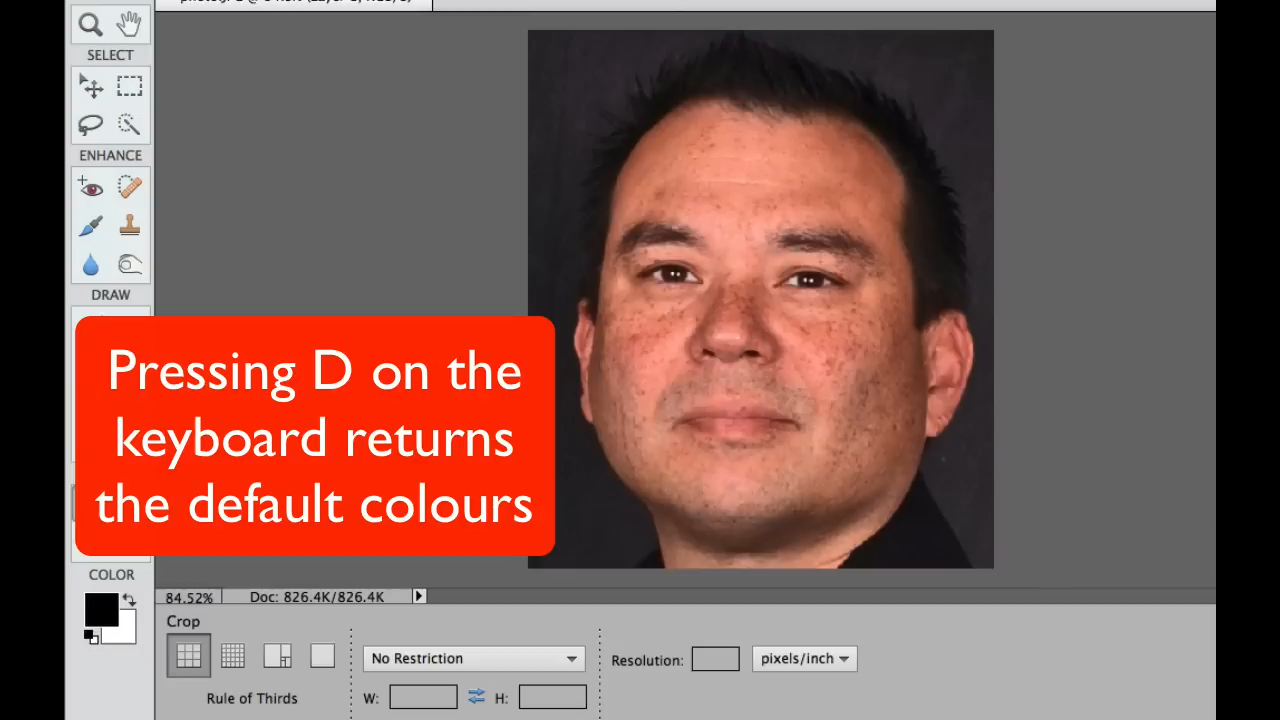 SELECT
ENHANCE
DRAW
Pressing D on the
keyboard returns
the default colours
COLOR
84.52% Doc: 826.4K/826.4K
Crop
No Restriction Resolution: pixels/inch
Rule of Thirds W: H: